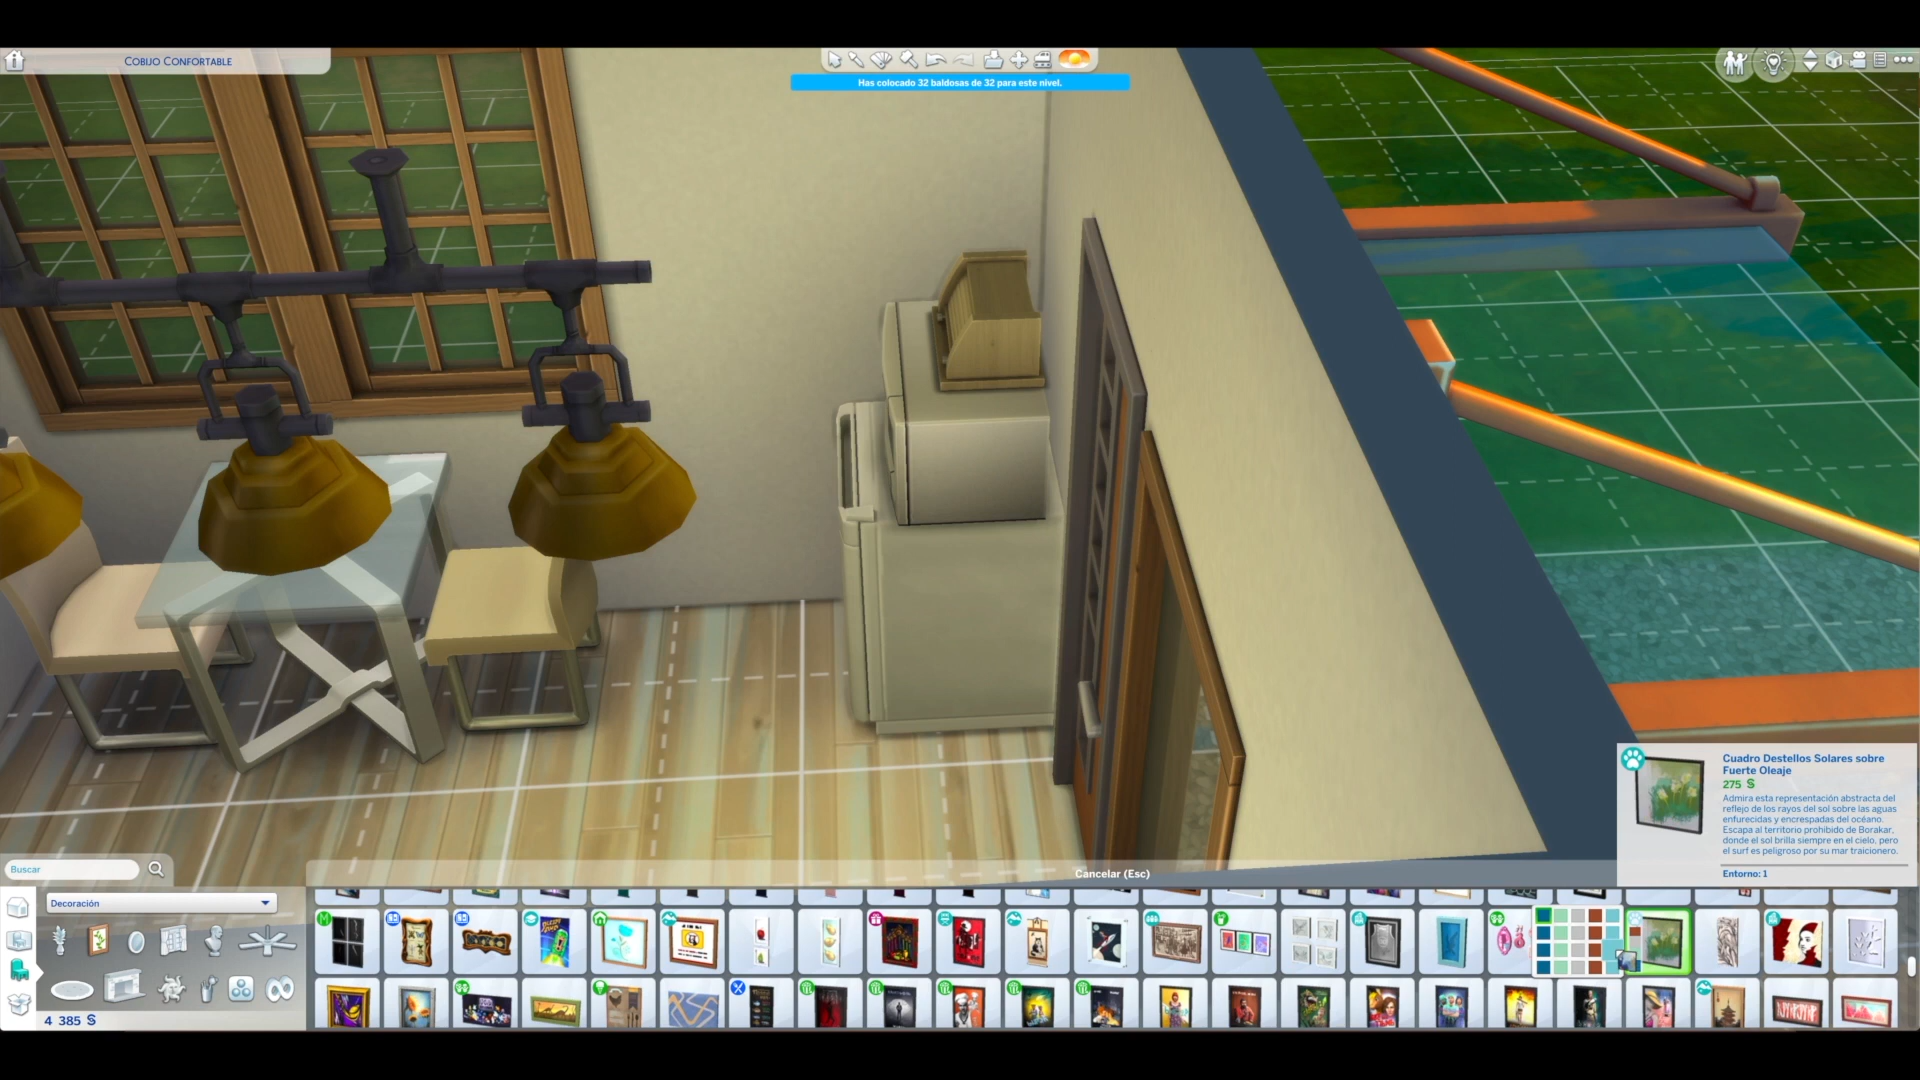 COBIJO CONFORTABLE
Has colocado 32 baldosas de 32 para este nivel.
Cuadro Destellos Solares sobre
Fuerte Oleaje
275 $
Admira esta representación abstracta del
reflejo de los rayos del sol sobre las aguas
enfurecidas y encrespadas del océano.
Escapa al territorio prohibido de Borakar,
donde el sol brilla siempre en el cielo, pero
el surf es peligroso por su mar traicionero.
Entorno: 1
Buscar
Cancelar (Esc)
Decoración
4 385 $